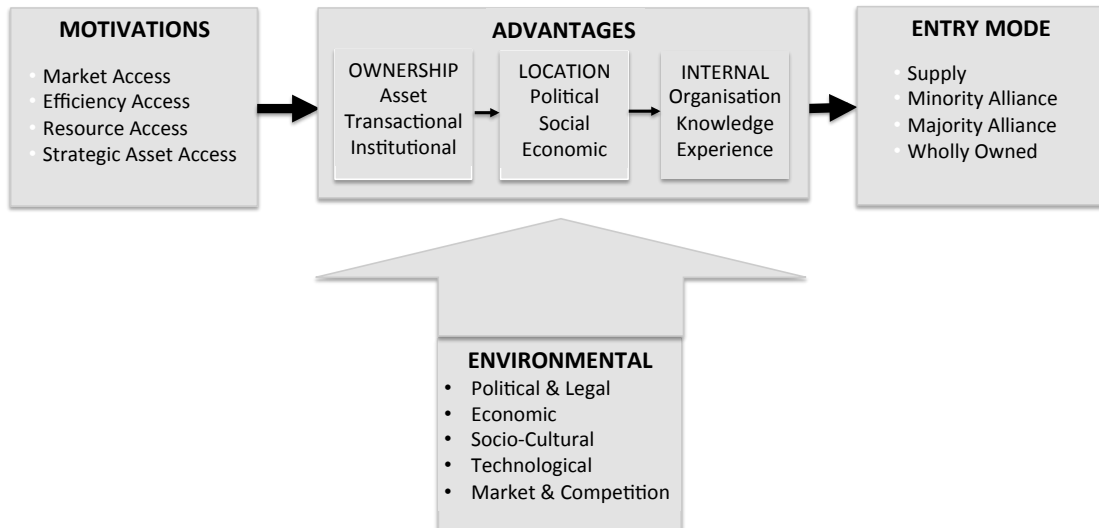 MOTIVATIONS
Market Access
Efficiency Access
Resource Access
Strategic Asset Access
ADVANTAGES
OWNERSHIP
Asset
Transactional
Institutional
LOCATION
Political
Social
Economic
INTERNAL
Organisation
Knowledge
Experience
ENTRY MODE
Supply
Minority Alliance
Majority Alliance
Wholly Owned
ENVIRONMENTAL
• Political & Legal
• Economic
• Socio-Cultural
• Technological
• Market & Competition